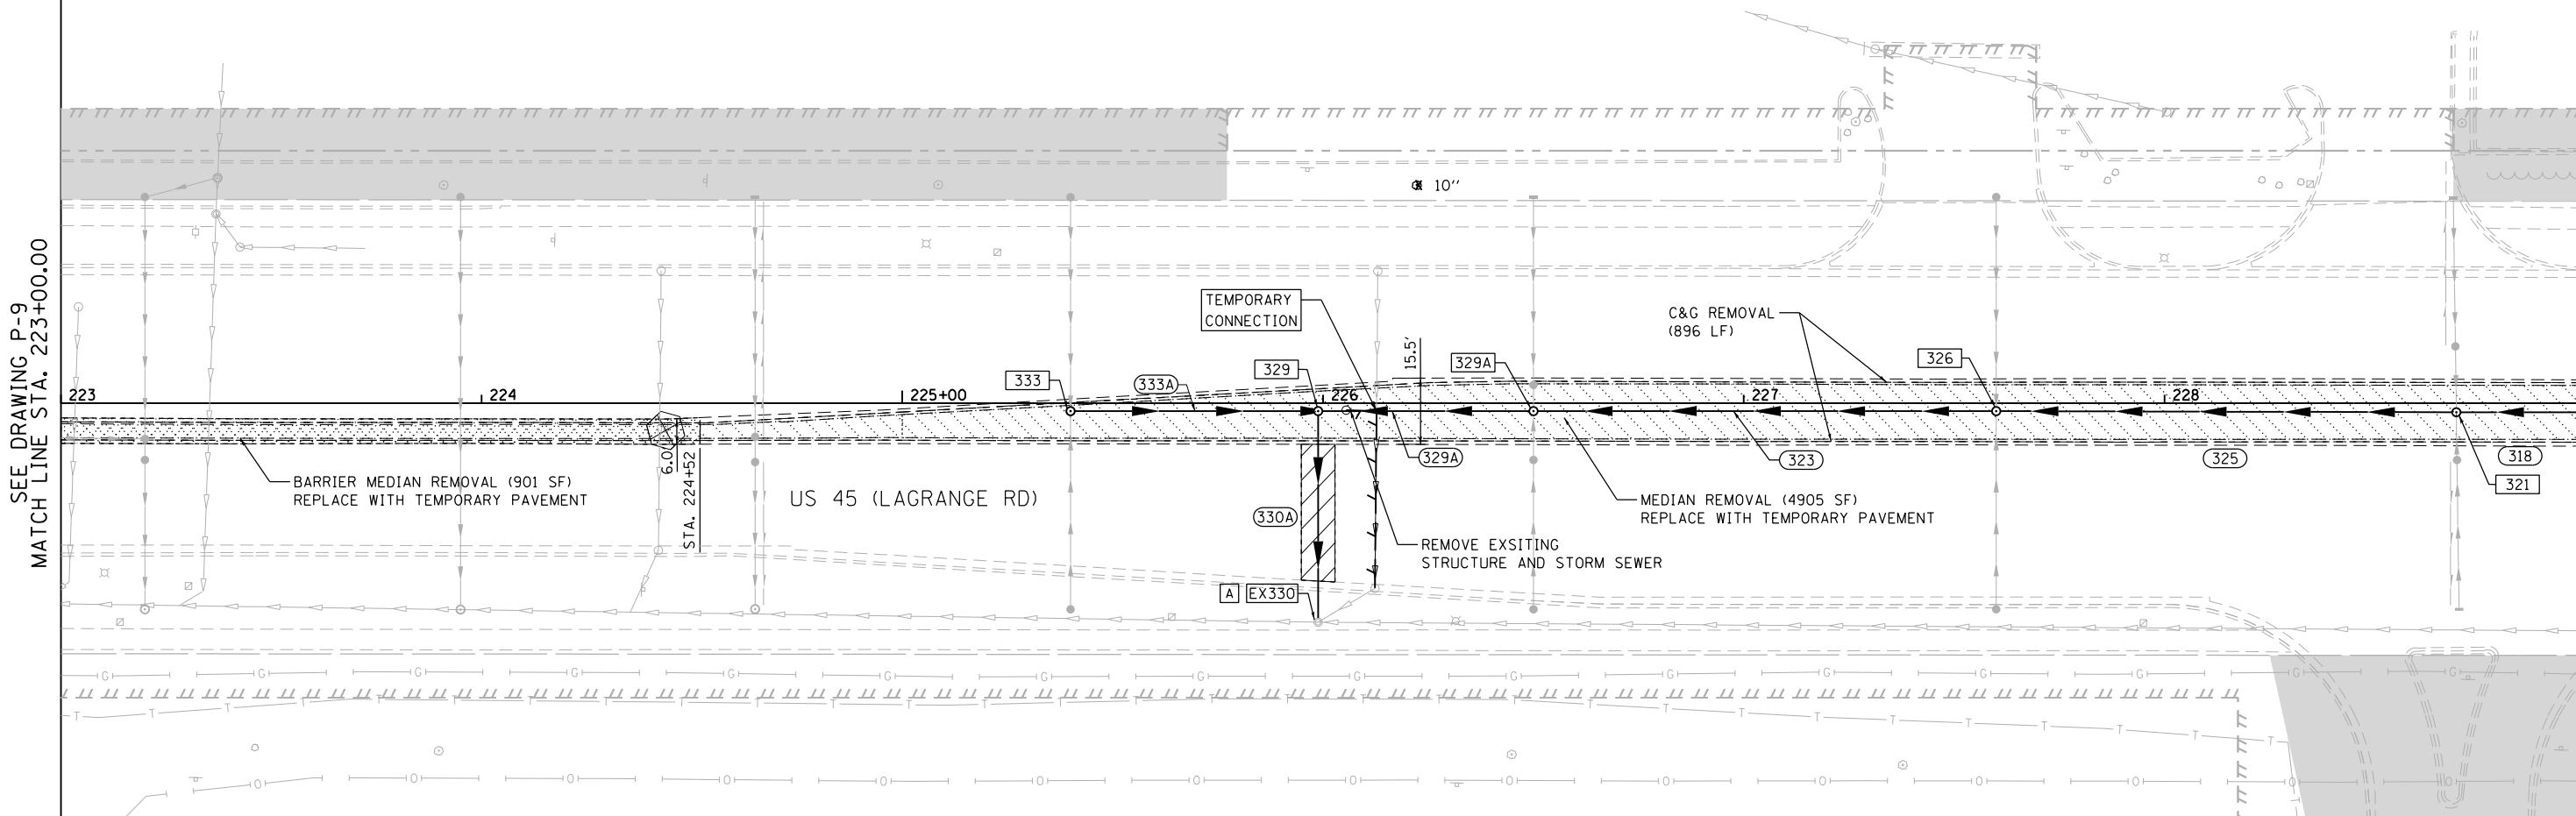 SEE DRAWING P-9
MATCH LINE STA. 223+00.00
10''
TEMPORARY
CONNECTION
15.5'
C&G REMOVAL
(896 LF)
333
333A
329
329A
326
223
224
225+00
226
227
228
6.0'
STA. 224+52
BARRIER MEDIAN REMOVAL (901 SF)
REPLACE WITH TEMPORARY PAVEMENT
US 45 (LAGRANGE RD)
329A
323
325
318
321
MEDIAN REMOVAL (4905 SF)
REPLACE WITH TEMPORARY PAVEMENT
330A
REMOVE EXSITING
STRUCTURE AND STORM SEWER
A EX330
G G G G G G G G G G G G G G G G
T T T T T T T T T T T T T T T
O O O O O O O O O O O O O O O